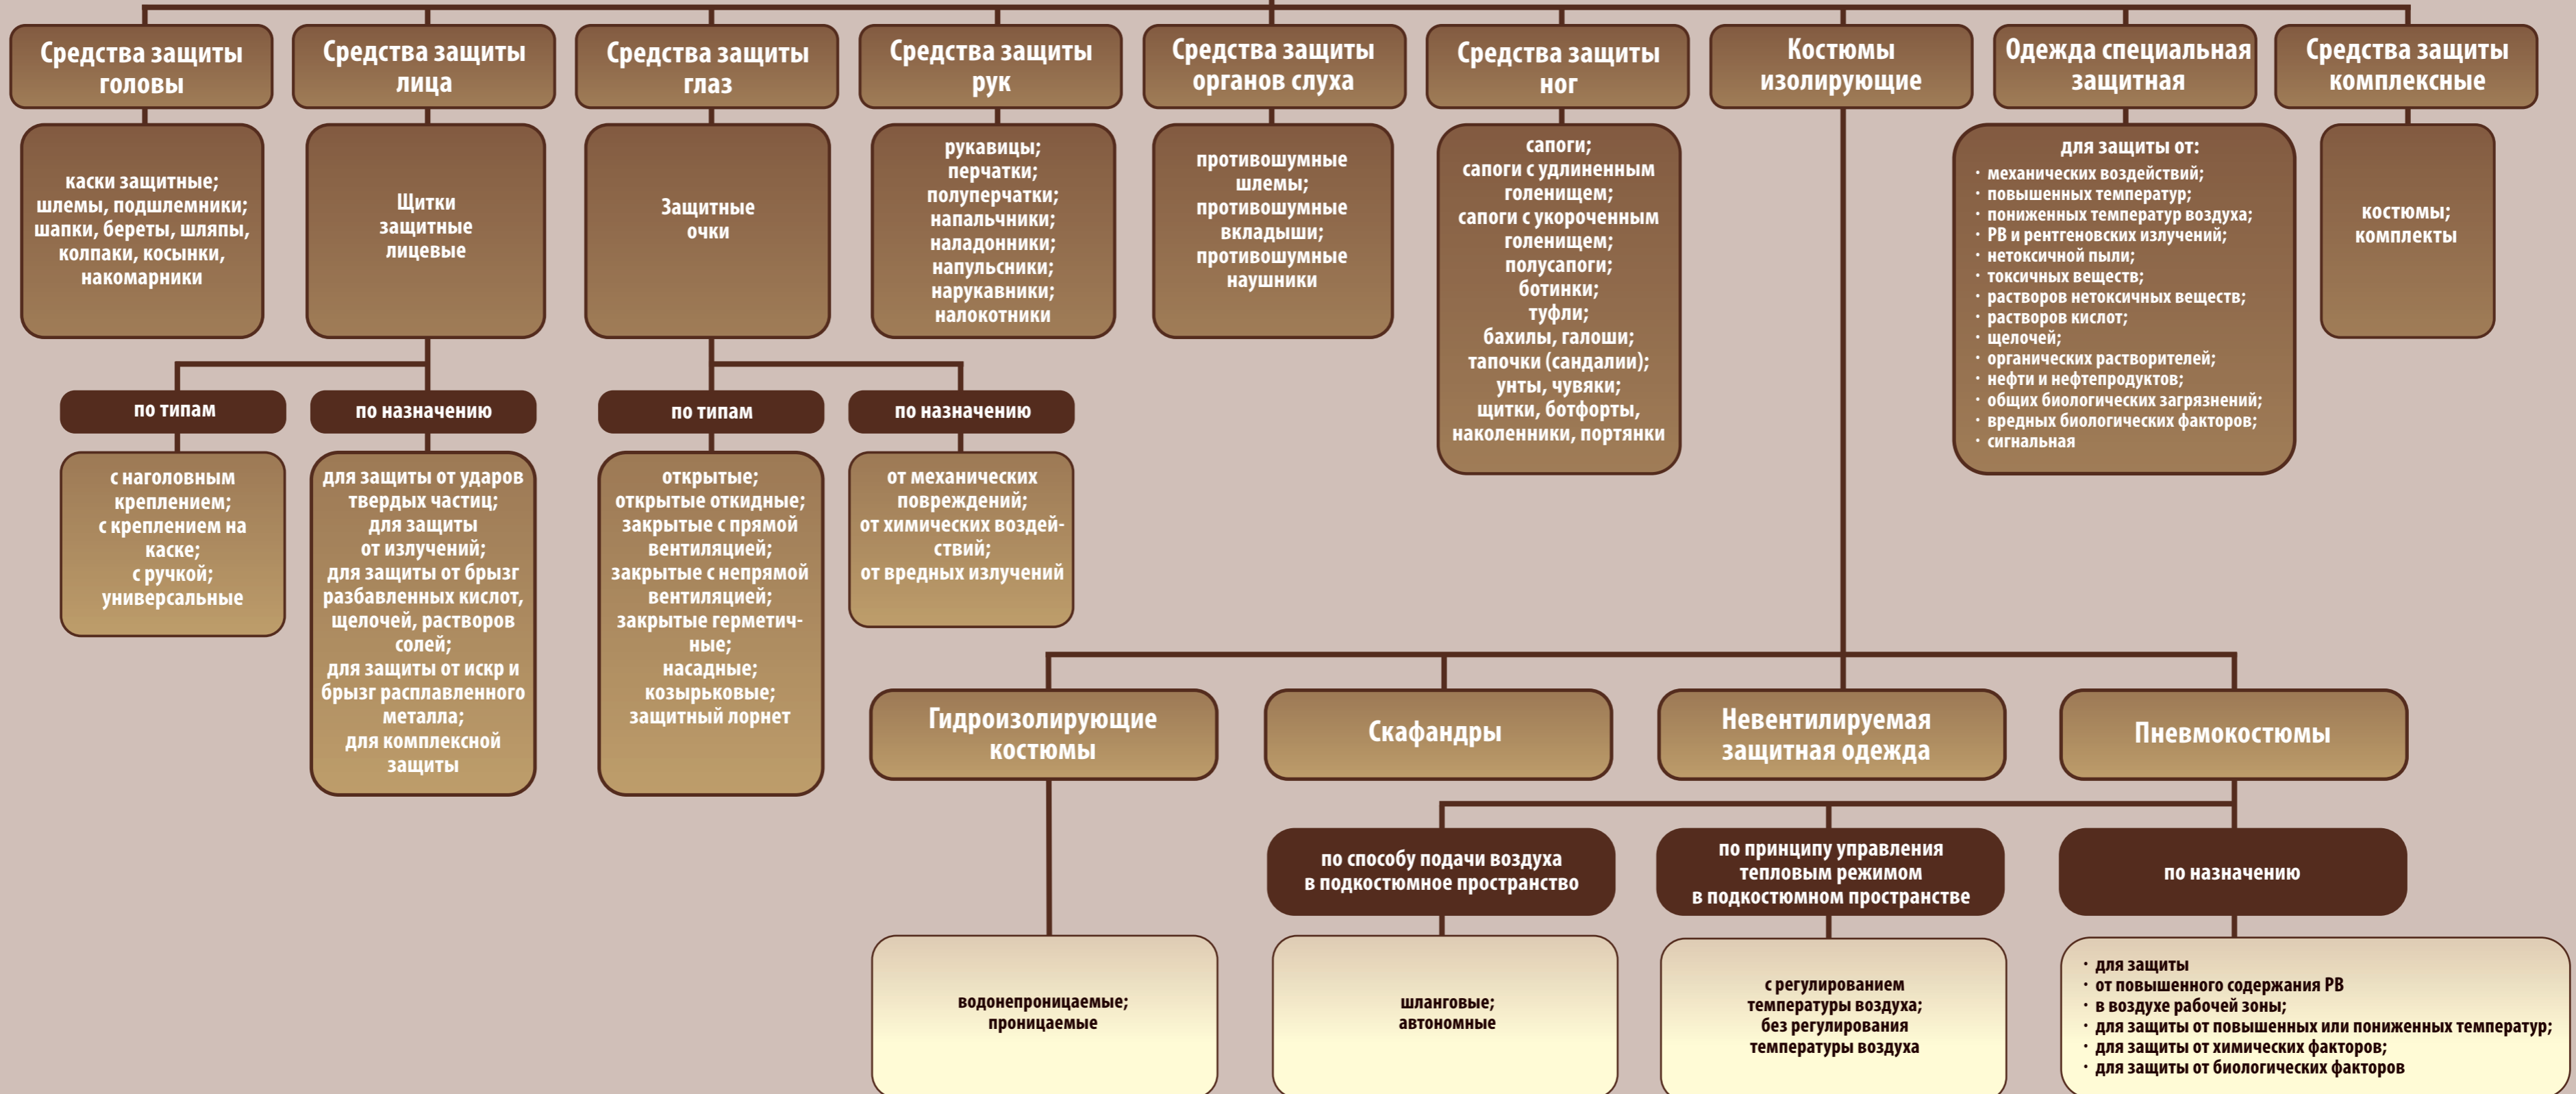 Средства защиты
головы
Средства защиты
лица
Средства защиты
глаз
Средства защиты
рук
Средства защиты
органов слуха
Средства защиты
ног
Костюмы
изолирующие
Одежда специальная
защитная
Средства защиты
комплексные
каски защитные;
шлемы, подшлемники;
шапки, береты, шляпы,
колпаки, косынки,
накомарники
Щитки
защитные
лицевые
Защитные
очки
рукавицы;
перчатки;
полуперчатки;
напальчники;
наладонники;
напульсники;
нарукавники;
налокотники
противошумные
шлемы;
противошумные
вкладыши;
противошумные
наушники
сапоги;
сапоги с удлиненным
голенищем;
сапоги с укороченным
голенищем;
полусапоги;
ботинки;
туфли;
бахилы, галоши;
тапочки (сандалии);
унты, чувяки;
щитки, ботфорты,
наколенники, портянки
для защиты от:
· механических воздействий;
· повышенных температур;
· пониженных температур воздуха;
· РВ и рентгеновских излучений;
· нетоксичной пыли;
· токсичных веществ;
· растворов нетоксичных веществ;
· растворов кислот;
· щелочей;
· органических растворителей;
· нефти и нефтепродуктов;
· общих биологических загрязнений;
· вредных биологических факторов;
· сигнальная
костюмы;
комплекты
по типам
по назначению
по типам
по назначению
с наголовным
креплением;
с креплением на
каске;
с ручкой;
универсальные
для защиты от ударов
твердых частиц;
для защиты
от излучений;
для защиты от брызг
разбавленных кислот,
щелочей, растворов
солей;
для защиты от искр и
брызг расплавленного
металла;
для комплексной
защиты
открытые;
открытые откидные;
закрытые с прямой
вентиляцией;
закрытые с непрямой
вентиляцией;
закрытые герметич-
ные;
насадные;
козырьковые;
защитный лорнет
от механических
повреждений;
от химических воздей-
ствий;
от вредных излучений
Гидроизолирующие
костюмы
Скафандры
Невентилируемая
защитная одежда
Пневмокостюмы
по способу подачи воздуха
в подкостюмное пространство
по принципу управления
тепловым режимом
в подкостюмном пространстве
по назначению
водонепроницаемые;
проницаемые
шланговые;
автономные
с регулированием
температуры воздуха;
без регулирования
температуры воздуха
· для защиты
· от повышенного содержания РВ
· в воздухе рабочей зоны;
· для защиты от повышенных или пониженных температур;
· для защиты от химических факторов;
· для защиты от биологических факторов